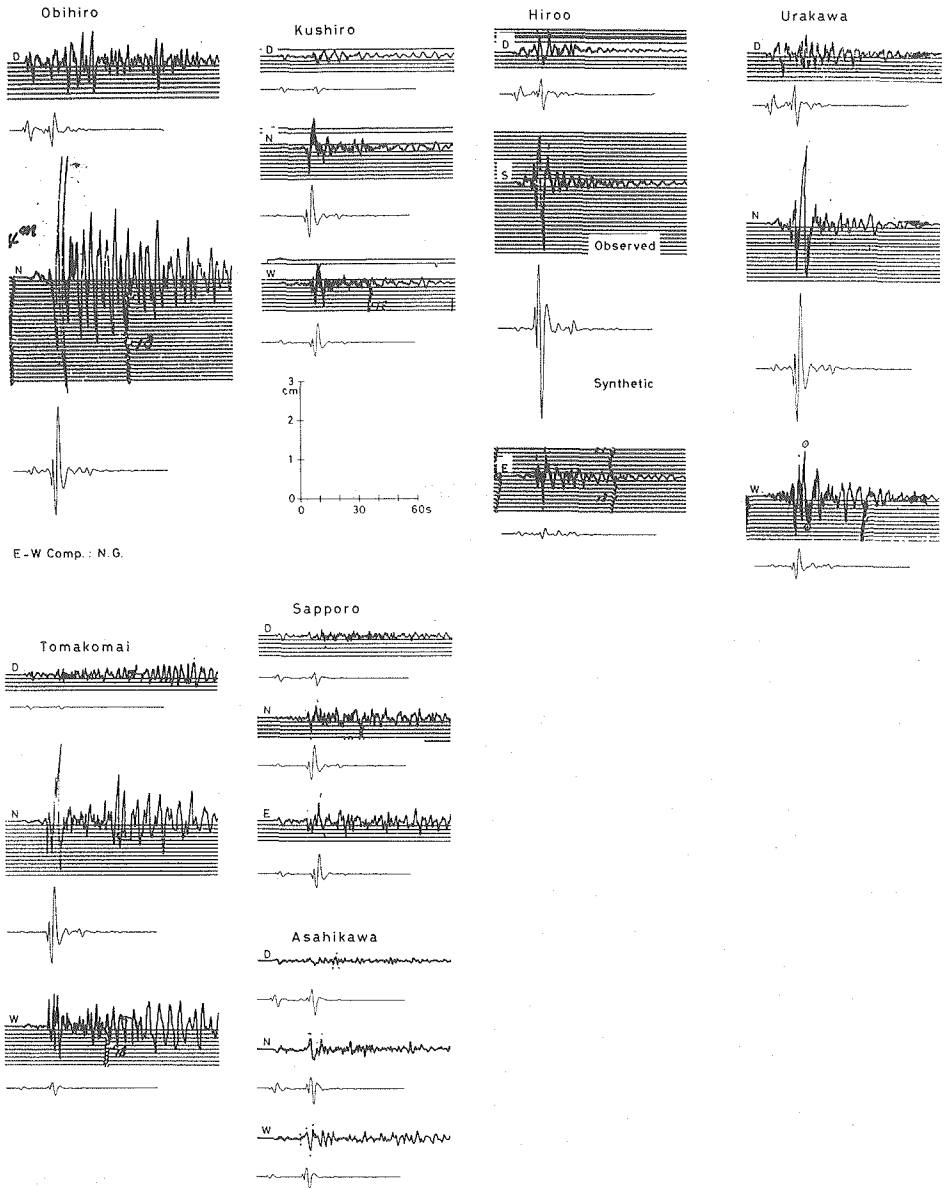 Obihiro
D
N
E-W Comp.: N.G.
Kushiro
D
N
W
3
cm
2
1
0
0
30
60s
Hiroo
D
S
Observed
Synthetic
E
Urakawa
D
N
W
Tomakomai
D
N
W
Sapporo
D
N
E
Asahikawa
D
N
W